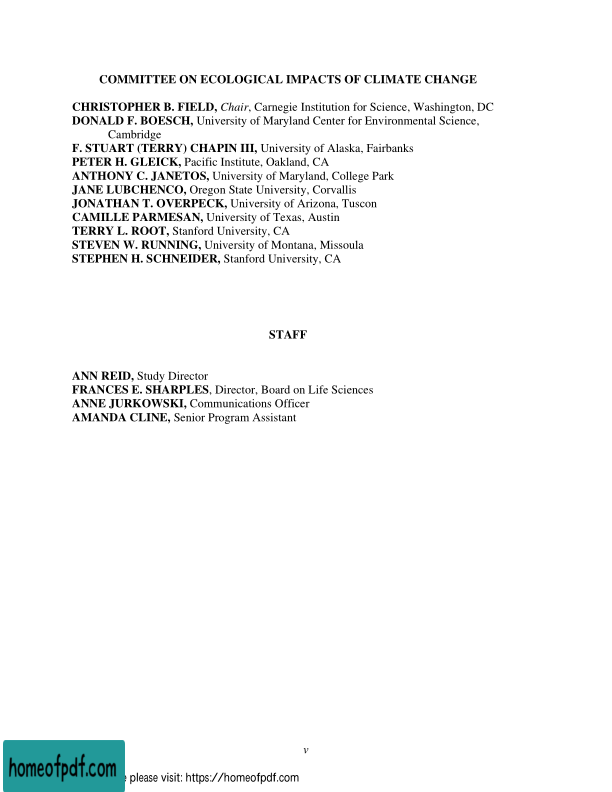 COMMITTEE ON ECOLOGICAL IMPACTS OF CLIMATE CHANGE
CHRISTOPHER B. FIELD, Chair, Carnegie Institution for Science, Washington, DC
DONALD F. BOESCH, University of Maryland Center for Environmental Science,
Cambridge
F. STUART (TERRY) CHAPIN III, University of Alaska, Fairbanks
PETER H. GLEICK, Pacific Institute, Oakland, CA
ANTHONY C. JANETOS, University of Maryland, College Park
JANE LUBCHENCO, Oregon State University, Corvallis
JONATHAN T. OVERPECK, University of Arizona, Tuscon
CAMILLE PARMESAN, University of Texas, Austin
TERRY L. ROOT, Stanford University, CA
STEVEN W. RUNNING, University of Montana, Missoula
STEPHEN H. SCHNEIDER, Stanford University, CA
STAFF
ANN REID, Study Director
FRANCES E. SHARPLES, Director, Board on Life Sciences
ANNE JURKOWSKI, Communications Officer
AMANDA CLINE, Senior Program Assistant
v
homeofpdf.com
please visit: https://homeofpdf.com